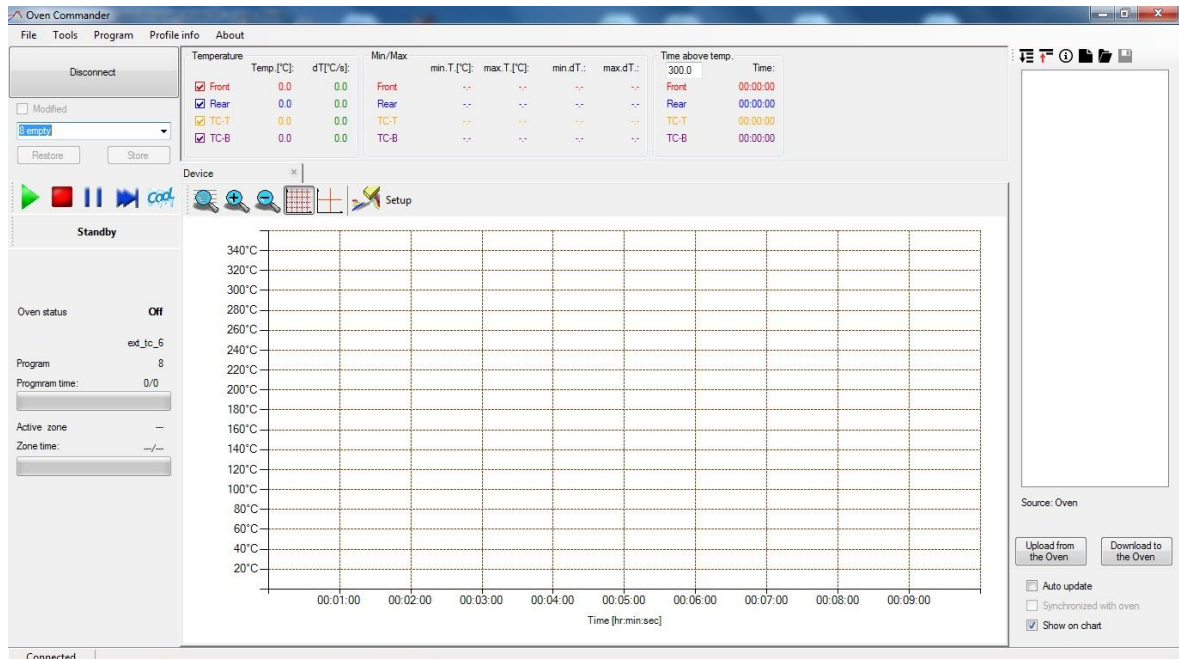 Oven Commander
File Tools Program Profile info About
Disconnect
Modified
8 empty
Restore Store
cool
Standby
Oven status Off
ext_tc_6
Program 8
Progmram time: 0/0
Active zone ---
Zone time: ---/---
Temperature
Temp.[°C]: dT[°C/s]:
Front 0.0 0.0
Rear 0.0 0.0
TC-T 0.0 0.0
TC-B 0.0 0.0
Min/Max
min.T.[°C]: max.T.[°C]: min.dT.: max.dT.:
Front -.- -.- -.- -.-
Rear -.- -.- -.- -.-
TC-T -.- -.- -.- -.-
TC-B -.- -.- -.- -.-
Time above temp.
300.0 Time:
Front 00:00:00
Rear 00:00:00
TC-T 00:00:00
TC-B 00:00:00
Device
Setup
340°C
320°C
300°C
280°C
260°C
240°C
220°C
200°C
180°C
160°C
140°C
120°C
100°C
80°C
60°C
40°C
20°C
00:01:00 00:02:00 00:03:00 00:04:00 00:05:00 00:06:00 00:07:00 00:08:00 00:09:00
Time [hr:min:sec]
Source: Oven
Upload from
the Oven
Download to
the Oven
Auto update
Synchronized with oven
Show on chart
Connected